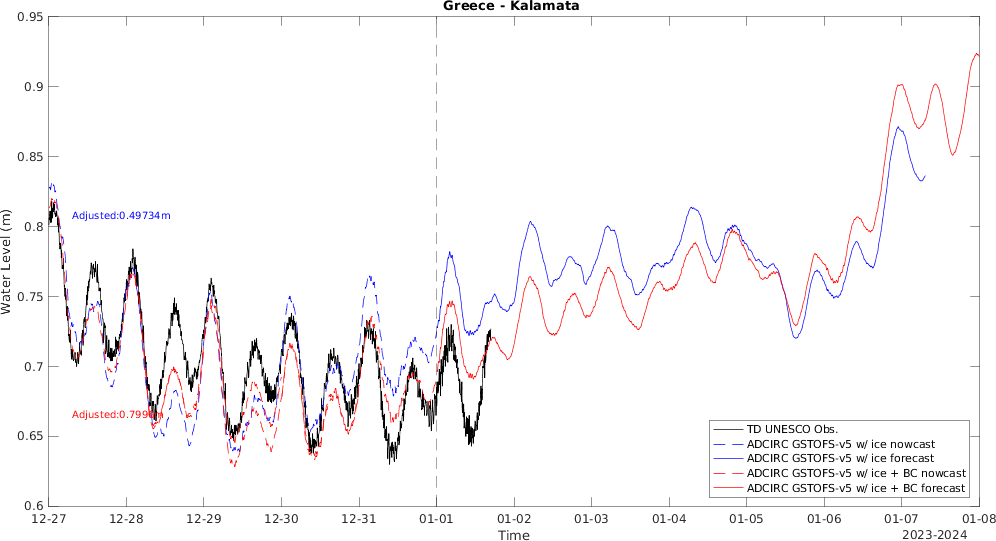 Greece - Kalamata
0.95
0.9
0.85
0.8
0.75
0.7
0.65
0.6
Water Level (m)
Adjusted:0.49734m
TD UNESCO Obs.
ADCIRC GSTOFS-v5 w/ ice nowcast
ADCIRC GSTOFS-v5 w/ ice forecast
ADCIRC GSTOFS-v5 w/ ice + BC nowcast
ADCIRC GSTOFS-v5 w/ ice + BC forecast
12-27 12-28 12-29 12-30 12-31 01-01 01-02 01-03 01-04 01-05 01-06 01-07 01-08
Time
2023-2024